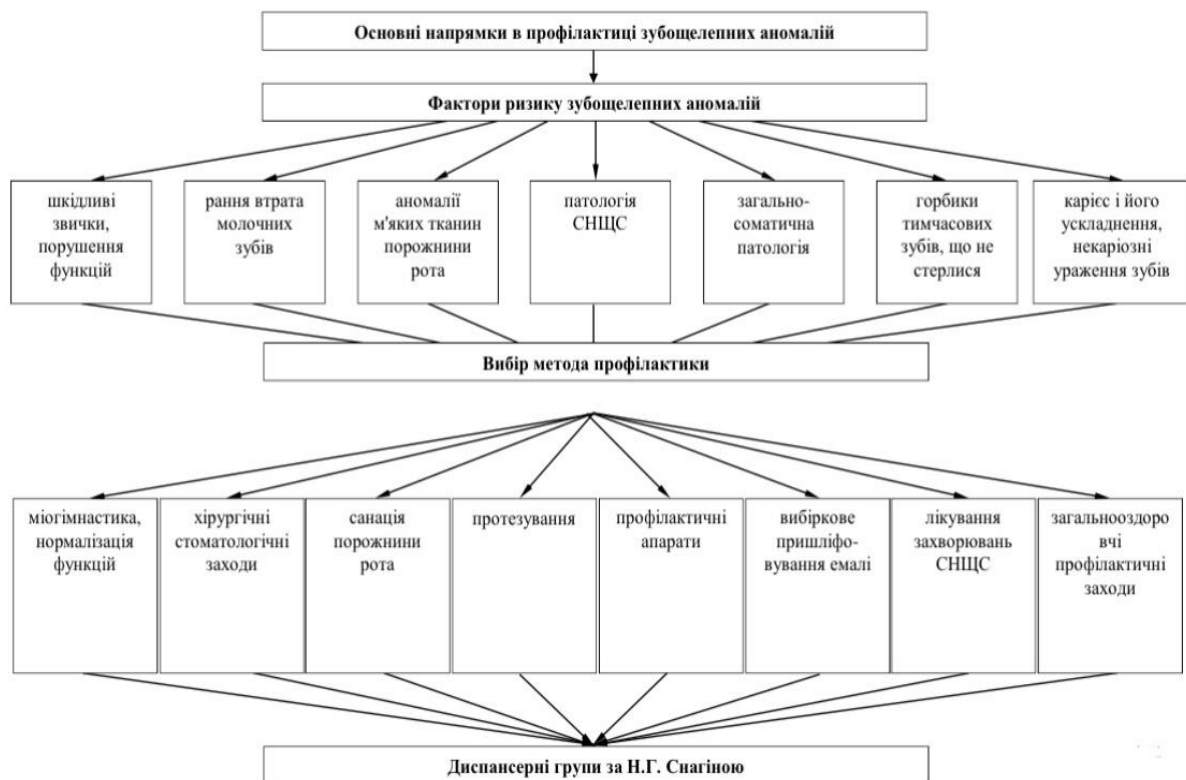 Основні напрямки в профілактиці зубощелепних аномалій
Фактори ризику зубощелепних аномалій
шкідливі
звички,
порушення
функцій
рання втрата
молочних
зубів
аномалії
м'яких тканин
порожнини
рота
патологія
СНЩС
загально-
соматична
патологія
горбики
тимчасових
зубів, що не
стерлися
карієс і його
ускладнення,
некаріозні
ураження зубів
Вибір метода профілактики
міогімнастика,
нормалізація
функцій
хірургічні
стоматологічні
заходи
санація
порожнини
рота
протезування
профілактичні
апарати
вибіркове
пришліфо-
вування емалі
лікування
захворювань
СНЩС
загальнооздоро
вчі
профілактичні
заходи
Диспансерні групи за Н.Г. Снагіною